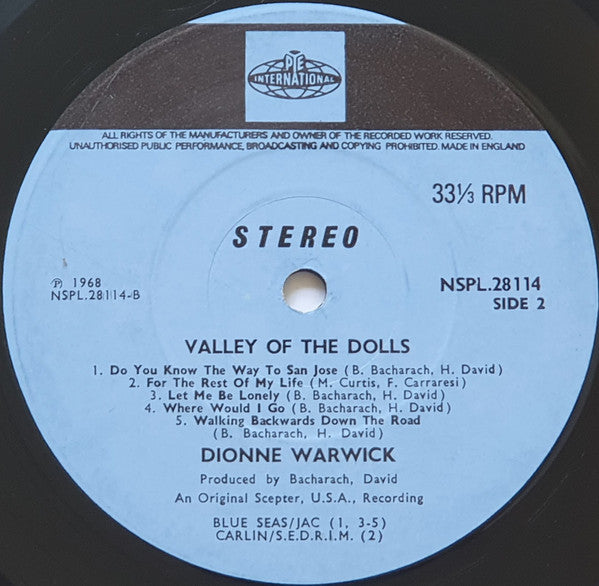 PYE
INTERNATIONAL
ALL RIGHTS OF THE MANUFACTURERS AND OWNER OF THE RECORDED WORK RESERVED.
UNAUTHORISED PUBLIC PERFORMANCE, BROADCASTING AND COPYING PROHIBITED. MADE IN ENGLAND
33⅓ RPM
STEREO
℗ 1968
NSPL.28114-B
NSPL.28114
SIDE 2
VALLEY OF THE DOLLS
1. Do You Know The Way To San Jose (B. Bacharach, H. David)
2. For The Rest Of My Life (M. Curtis, F. Carraresi)
3. Let Me Be Lonely (B. Bacharach, H. David)
4. Where Would I Go (B. Bacharach, H. David)
5. Walking Backwards Down The Road
(B. Bacharach, H. David)
DIONNE WARWICK
Produced by Bacharach, David
An Original Scepter, U.S.A., Recording
BLUE SEAS/JAC (1, 3-5)
CARLIN/S.E.D.R.I.M. (2)